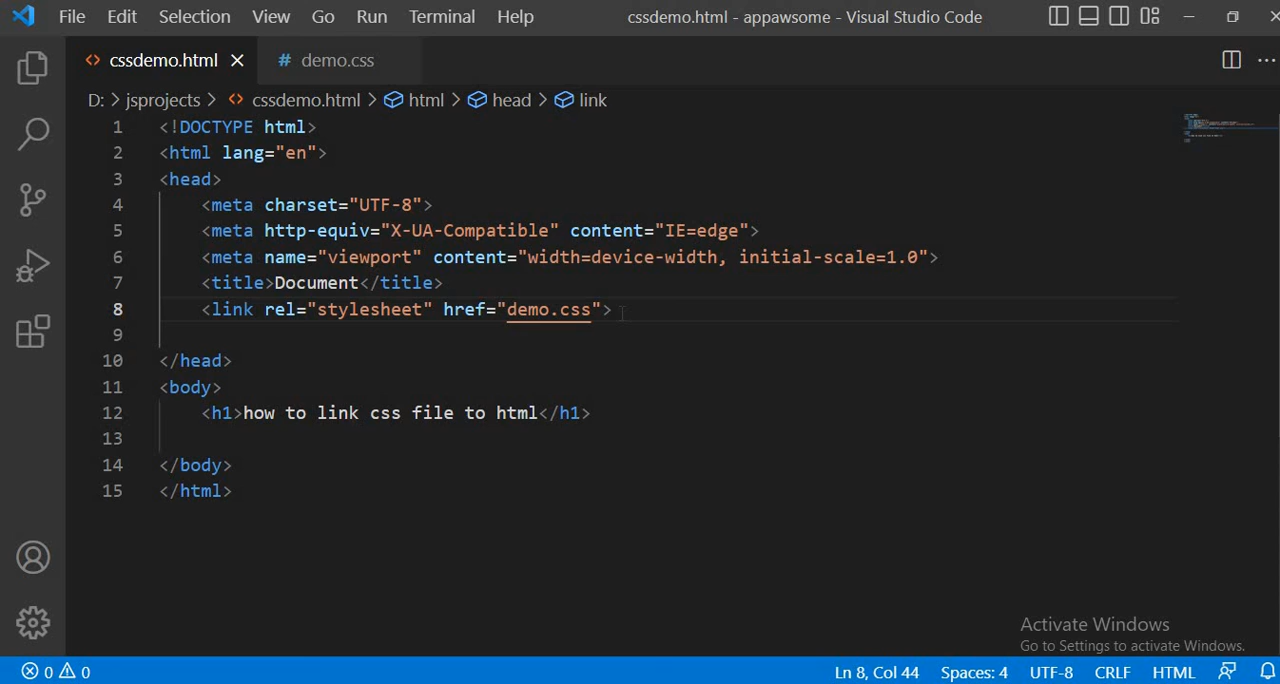 File Edit Selection View Go Run Terminal Help cssdemo.html - appawsome - Visual Studio Code
cssdemo.html # demo.css
D: > jsprojects > cssdemo.html > html > head > link
1 <!DOCTYPE html>
2 <html lang="en">
3 <head>
4 <meta charset="UTF-8">
5 <meta http-equiv="X-UA-Compatible" content="IE=edge">
6 <meta name="viewport" content="width=device-width, initial-scale=1.0">
7 <title>Document</title>
8 <link rel="stylesheet" href="demo.css">
9
10 </head>
11 <body>
12 <h1>how to link css file to html</h1>
13
14 </body>
15 </html>
Activate Windows
Go to Settings to activate Windows.
0 0 Ln 8, Col 44 Spaces: 4 UTF-8 CRLF HTML